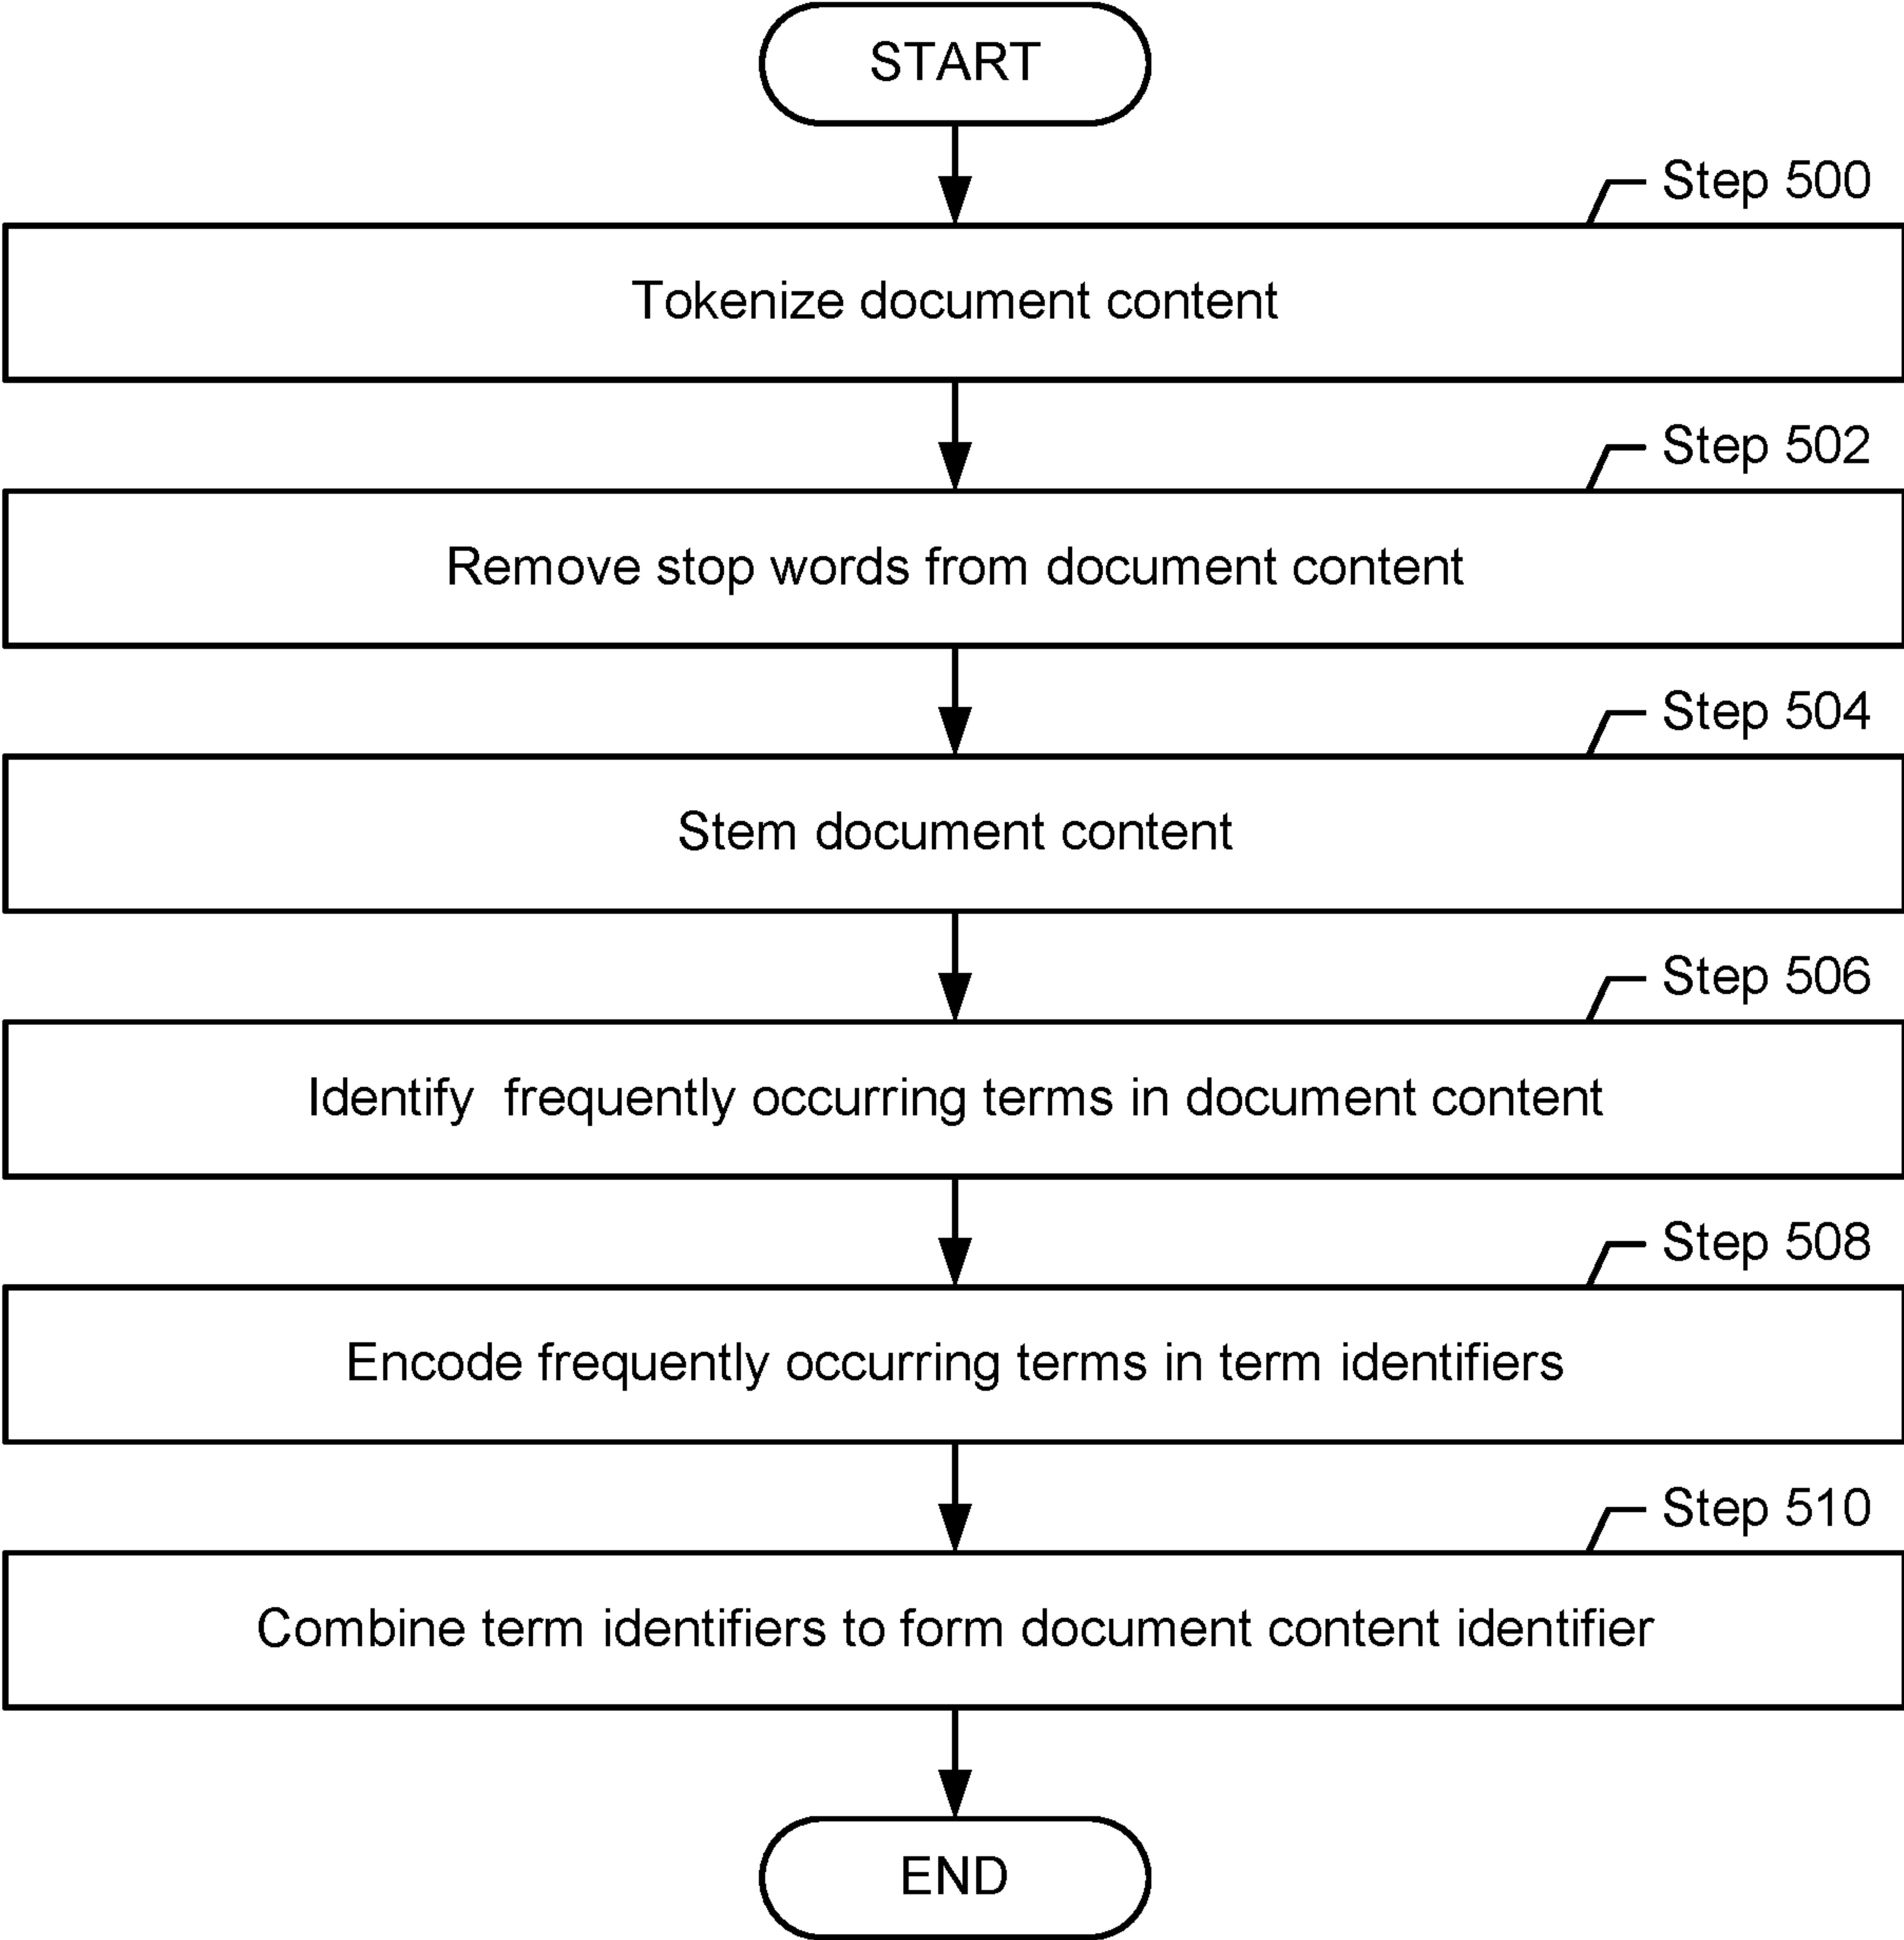 START
Step 500
Tokenize document content
Step 502
Remove stop words from document content
Step 504
Stem document content
Step 506
Identify  frequently occurring terms in document content
Step 508
Encode frequently occurring terms in term identifiers
Step 510
Combine term identifiers to form document content identifier
END